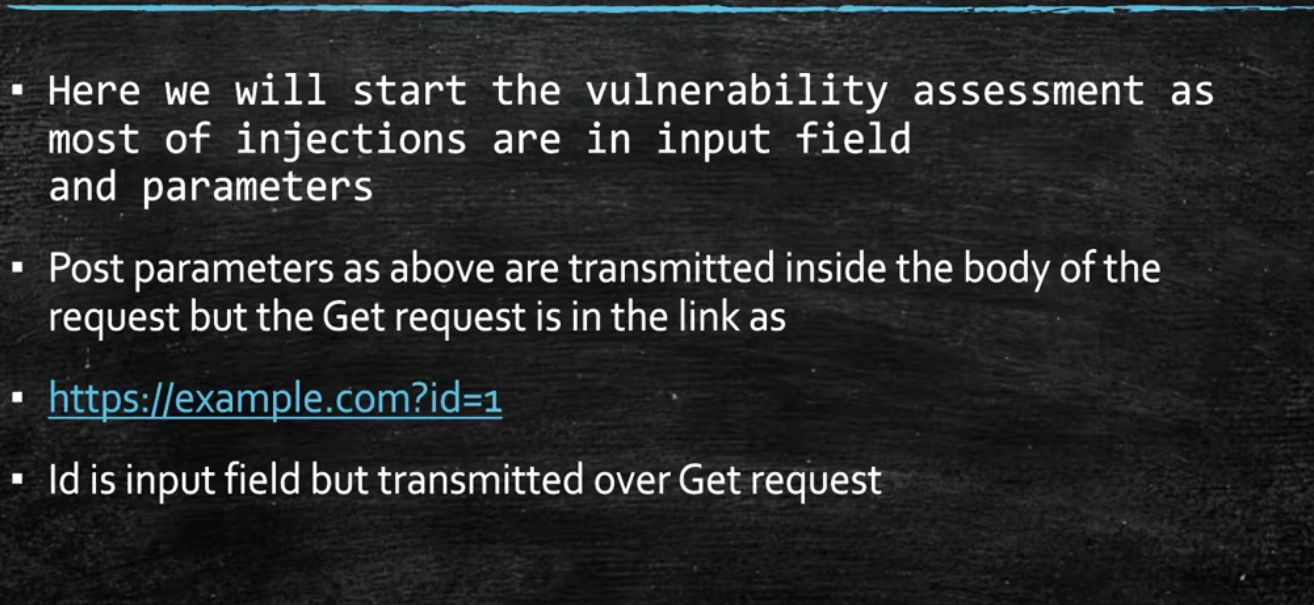 ▪ Here we will start the vulnerability assessment as
most of injections are in input field
and parameters
▪ Post parameters as above are transmitted inside the body of the
request but the Get request is in the link as
▪ https://example.com?id=1
▪ Id is input field but transmitted over Get request